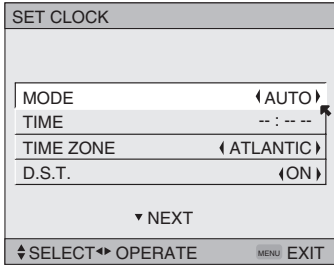 SET CLOCK
MODE AUTO
TIME -- : -- --
TIME ZONE ATLANTIC
D.S.T. ON
NEXT
SELECT OPERATE MENU EXIT